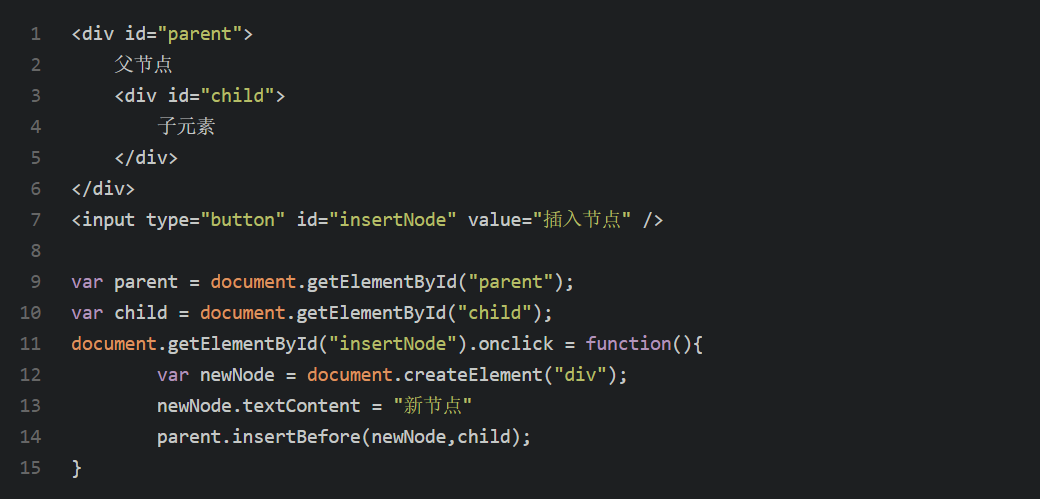 1 <div id="parent">
2     父节点
3     <div id="child">
4         子元素
5     </div>
6 </div>
7 <input type="button" id="insertNode" value="插入节点" />
8
9 var parent = document.getElementById("parent");
10 var child = document.getElementById("child");
11 document.getElementById("insertNode").onclick = function(){
12         var newNode = document.createElement("div");
13         newNode.textContent = "新节点"
14         parent.insertBefore(newNode,child);
15 }